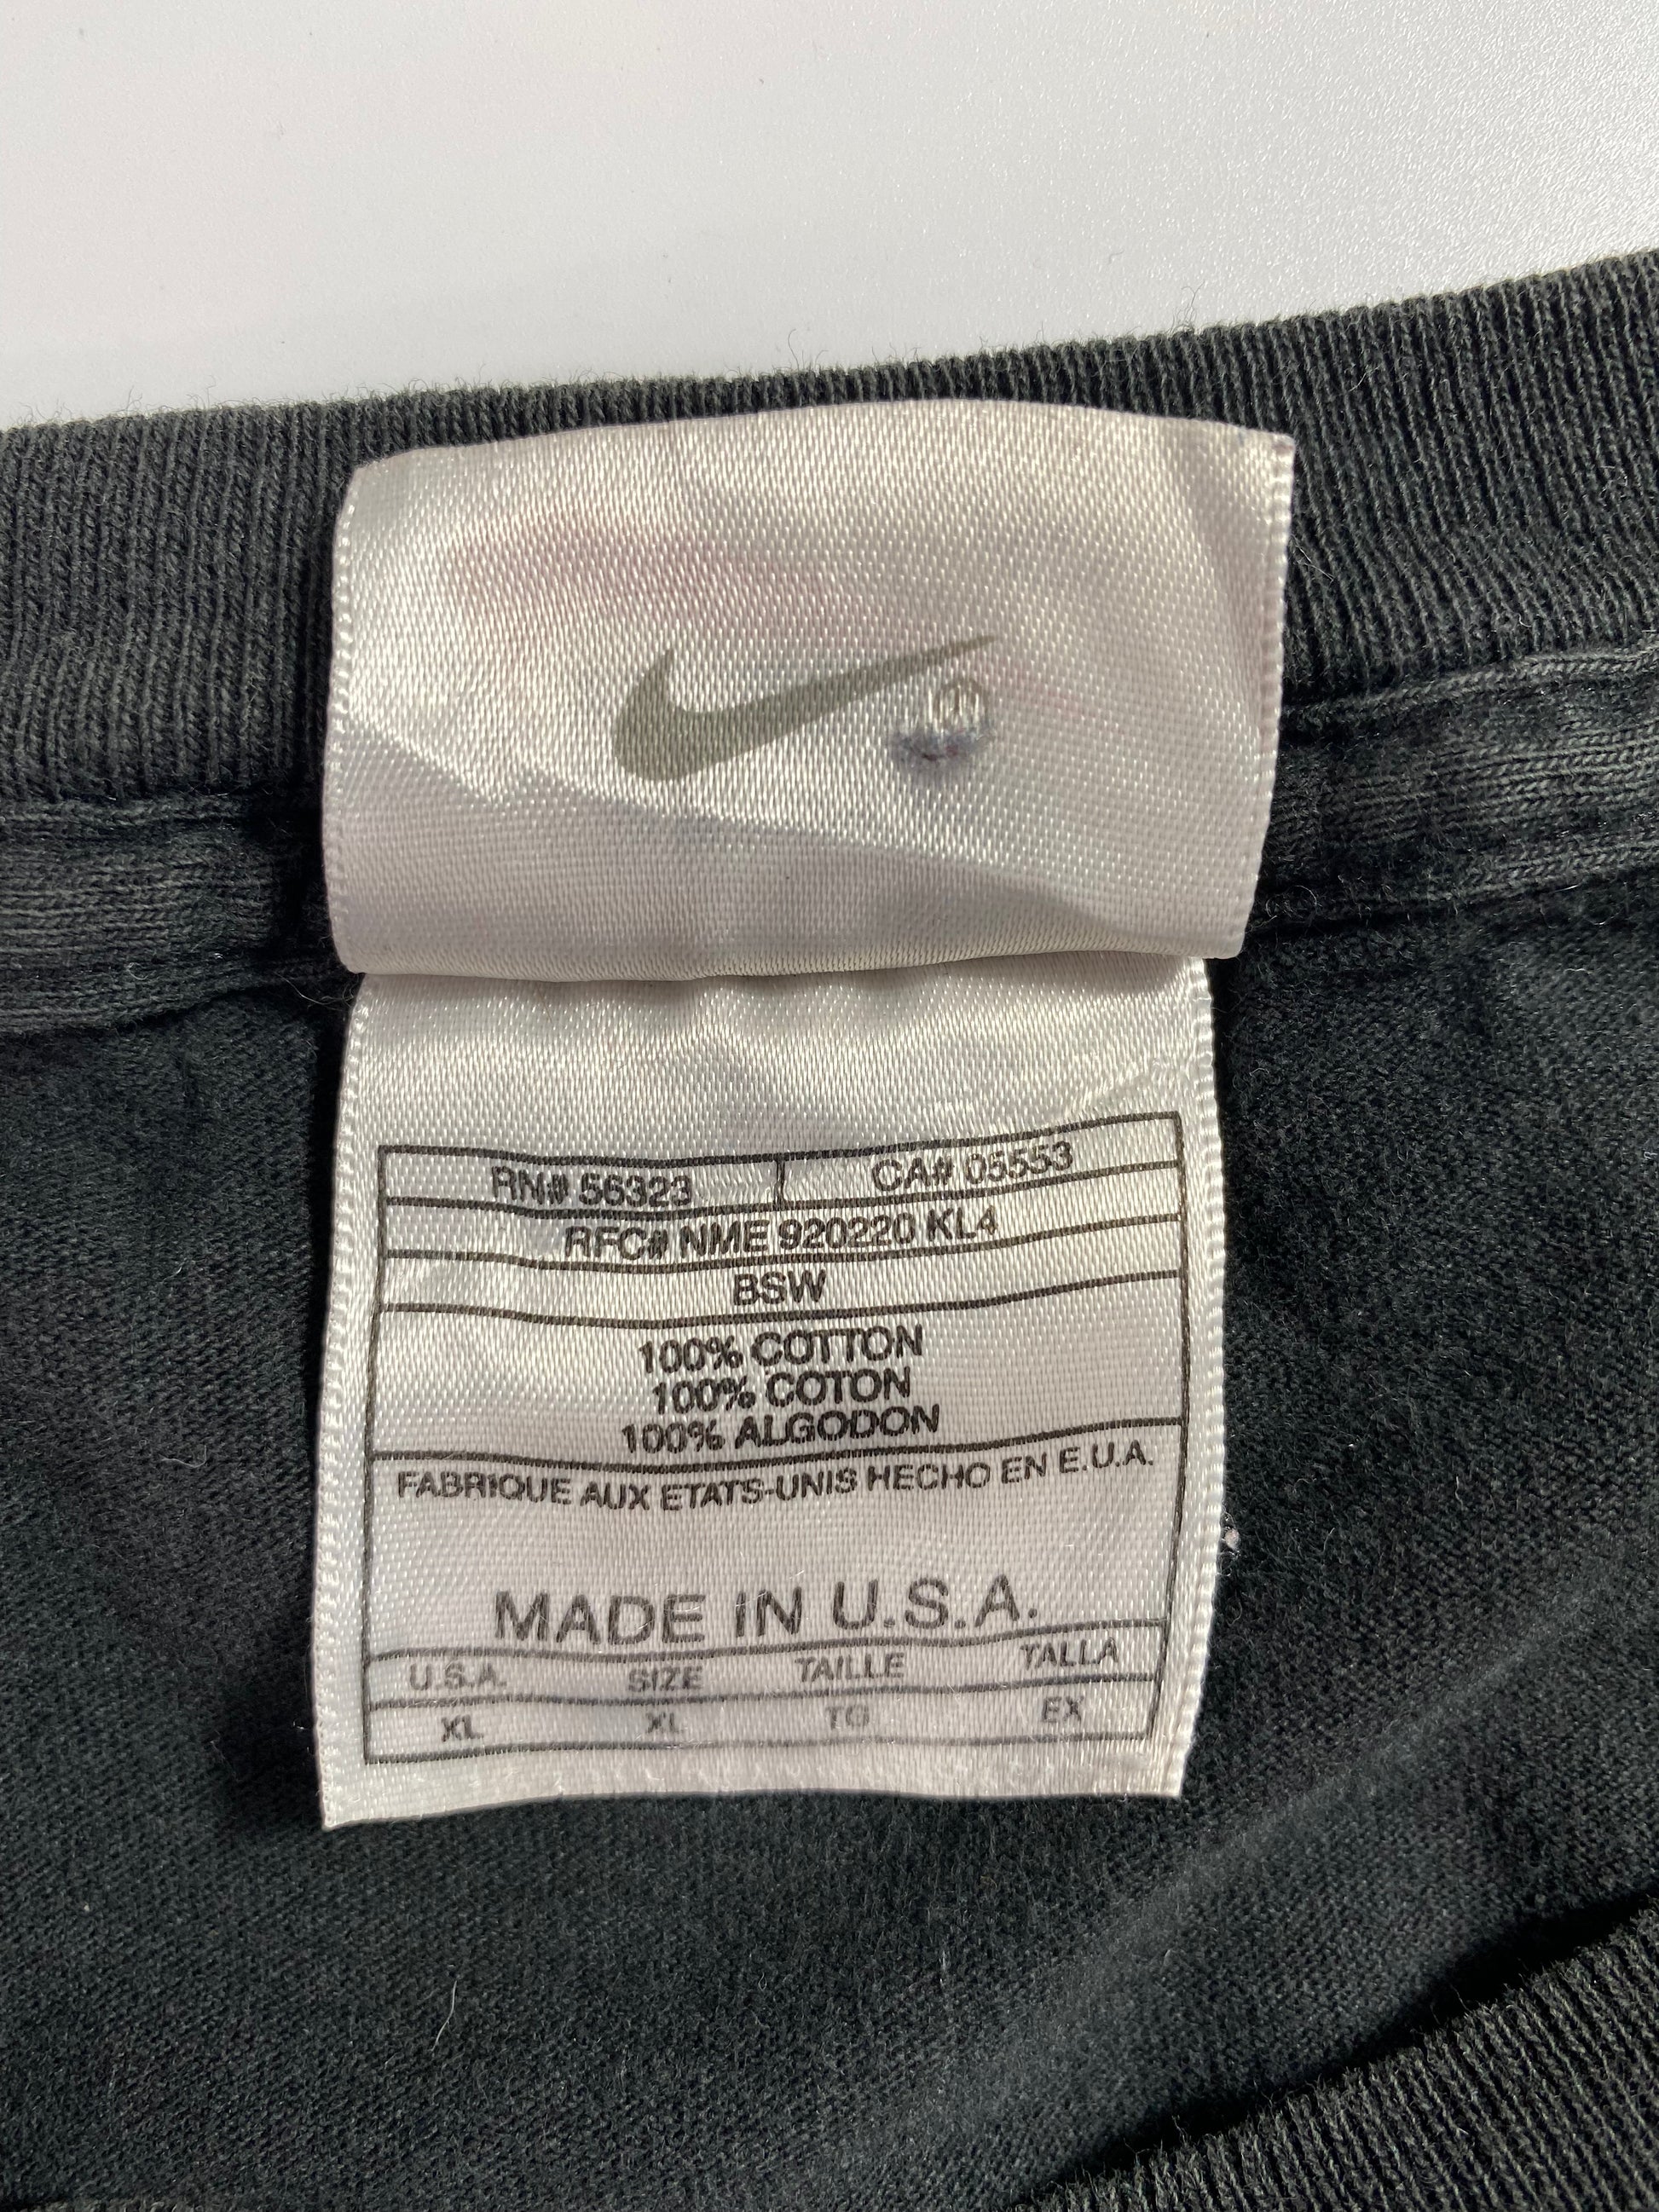 RN# 56323 CA# 05553
RFC# NME 920220 KL4
BSW
100% COTTON
100% COTON
100% ALGODON
FABRIQUE AUX ETATS-UNIS HECHO EN E.U.A.
MADE IN U.S.A.
U.S.A. SIZE TAILLE TALLA
XL XL TG EX